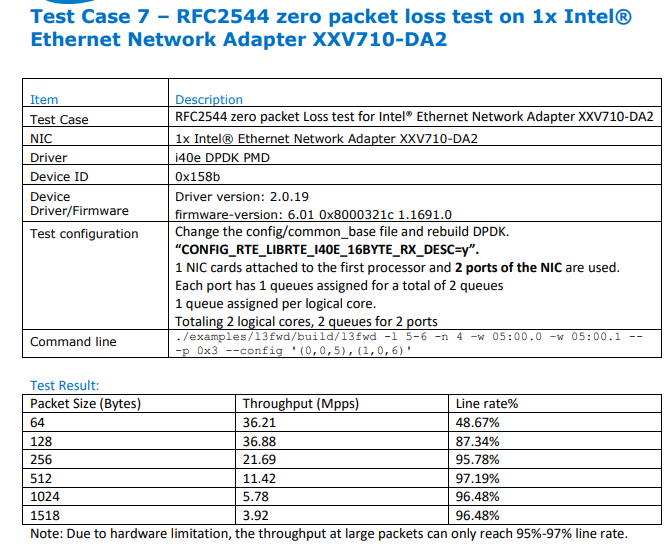 Test Case 7 – RFC2544 zero packet loss test on 1x Intel®
Ethernet Network Adapter XXV710-DA2
Item Description
Test Case RFC2544 zero packet Loss test for Intel® Ethernet Network Adapter XXV710-DA2
NIC 1x Intel® Ethernet Network Adapter XXV710-DA2
Driver i40e DPDK PMD
Device ID 0x158b
Device Driver version: 2.0.19
Driver/Firmware firmware-version: 6.01 0x8000321c 1.1691.0
Test configuration Change the config/common_base file and rebuild DPDK.
“CONFIG_RTE_LIBRTE_I40E_16BYTE_RX_DESC=y”.
1 NIC cards attached to the first processor and 2 ports of the NIC are used.
Each port has 1 queues assigned for a total of 2 queues
1 queue assigned per logical core.
Totaling 2 logical cores, 2 queues for 2 ports
Command line ./examples/l3fwd/build/l3fwd -l 5-6 -n 4 -w 05:00.0 -w 05:00.1 --
-p 0x3 --config '(0,0,5),(1,0,6)'
Test Result:
Packet Size (Bytes) Throughput (Mpps) Line rate%
64 36.21 48.67%
128 36.88 87.34%
256 21.69 95.78%
512 11.42 97.19%
1024 5.78 96.48%
1518 3.92 96.48%
Note: Due to hardware limitation, the throughput at large packets can only reach 95%-97% line rate.